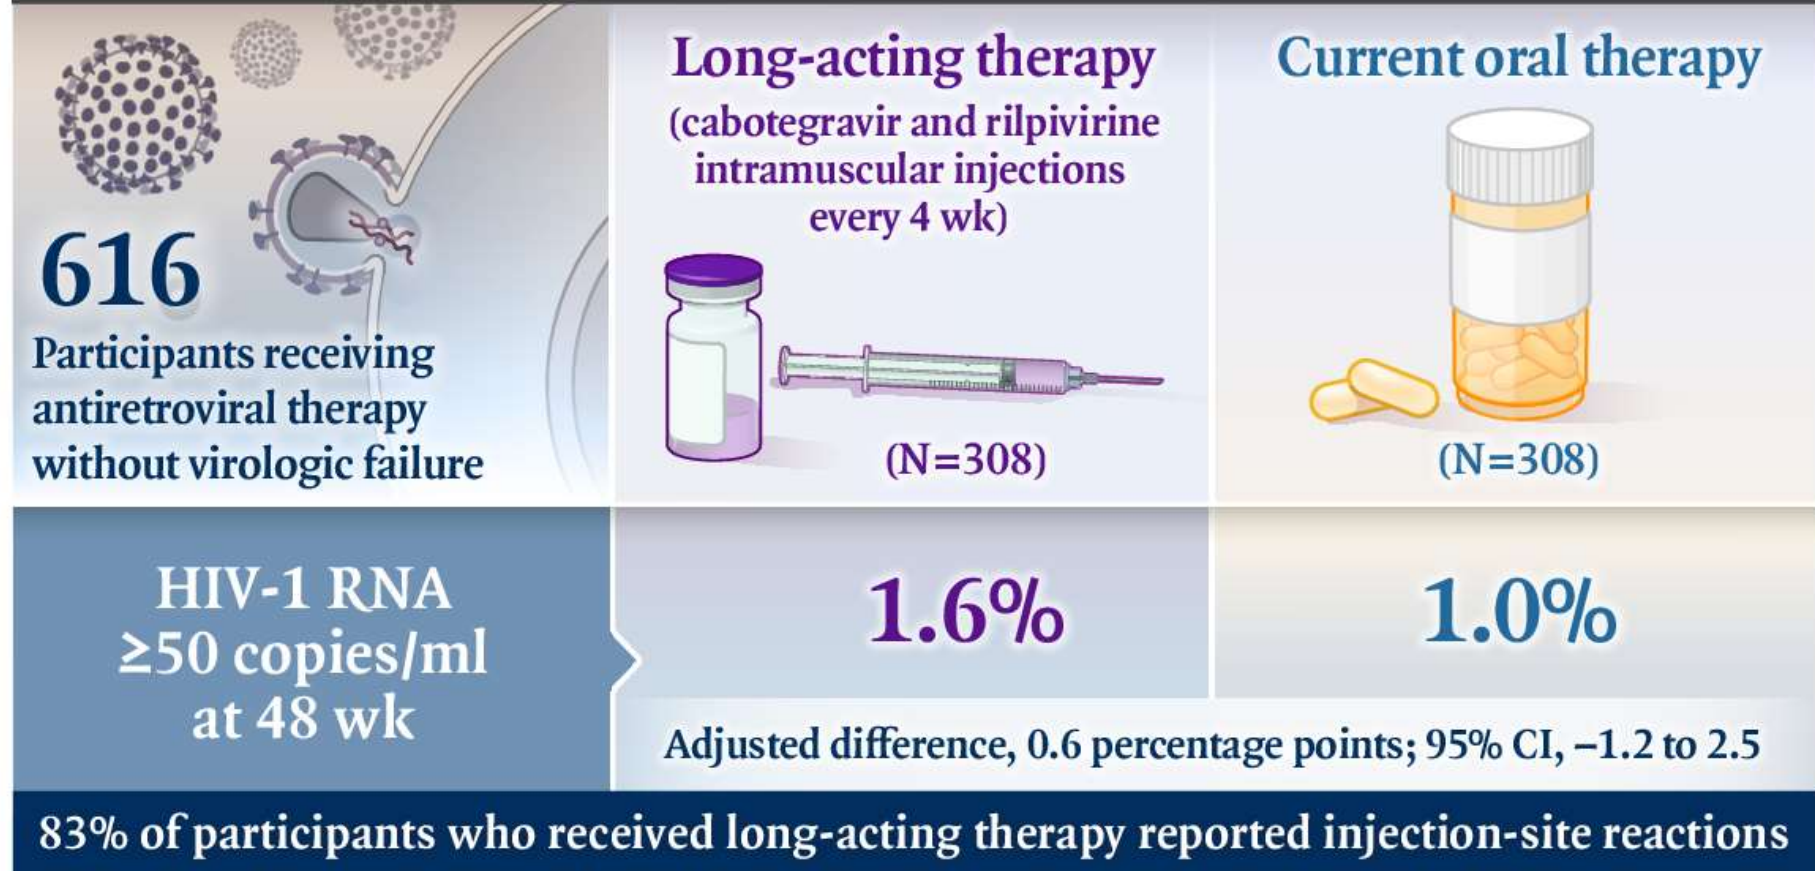 616
Participants receiving
antiretroviral therapy
without virologic failure
Long-acting therapy
(cabotegravir and rilpivirine
intramuscular injections
every 4 wk)
(N=308)
Current oral therapy
(N=308)
HIV-1 RNA
≥50 copies/ml
at 48 wk
1.6%
1.0%
Adjusted difference, 0.6 percentage points; 95% CI, –1.2 to 2.5
83% of participants who received long-acting therapy reported injection-site reactions